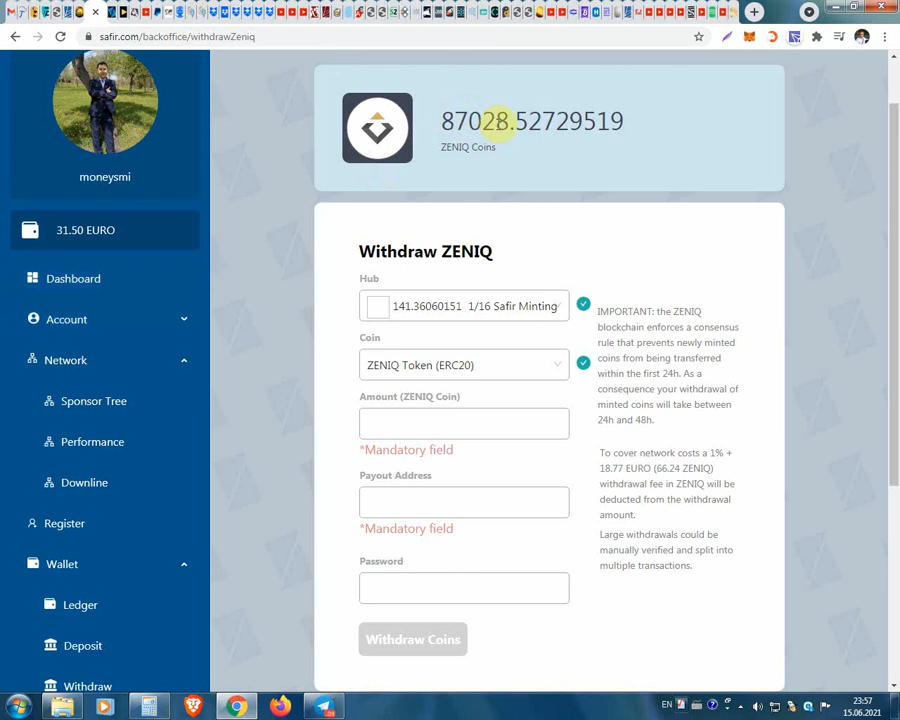 safir.com/backoffice/withdrawZeniq
87028.52729519
ZENIQ Coins
moneysmi
31.50 EURO
Dashboard
Account
Network
Sponsor Tree
Performance
Downline
Register
Wallet
Ledger
Deposit
Withdraw
Withdraw ZENIQ
Hub
141.36060151 1/16 Safir Minting
Coin
ZENIQ Token (ERC20)
Amount (ZENIQ Coin)
*Mandatory field
Payout Address
*Mandatory field
Password
Withdraw Coins
IMPORTANT: the ZENIQ
blockchain enforces a consensus
rule that prevents newly minted
coins from being transferred
within the first 24h. As a
consequence your withdrawal of
minted coins will take between
24h and 48h.
To cover network costs a 1% +
18.77 EURO (66.24 ZENIQ)
withdrawal fee in ZENIQ will be
deducted from the withdrawal
amount.
Large withdrawals could be
manually verified and split into
multiple transactions.
EN
23:57
15.06.2021